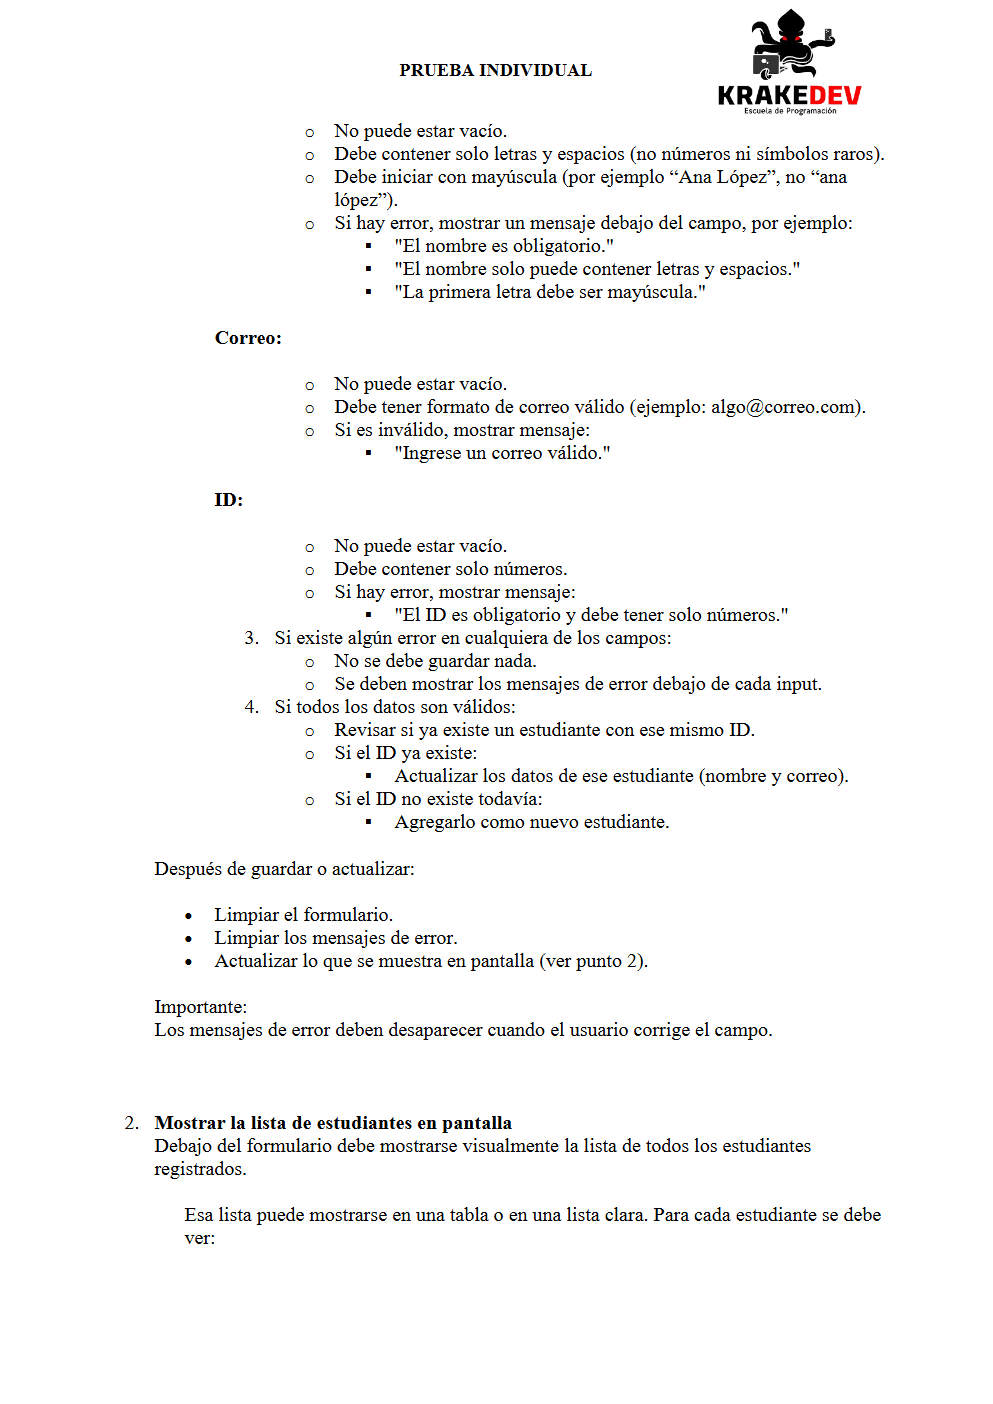 PRUEBA INDIVIDUAL
KRAKEDEV
Escuela de Programación
o No puede estar vacío.
o Debe contener solo letras y espacios (no números ni símbolos raros).
o Debe iniciar con mayúscula (por ejemplo “Ana López”, no “ana
lópez”).
o Si hay error, mostrar un mensaje debajo del campo, por ejemplo:
▪ "El nombre es obligatorio."
▪ "El nombre solo puede contener letras y espacios."
▪ "La primera letra debe ser mayúscula."
Correo:
o No puede estar vacío.
o Debe tener formato de correo válido (ejemplo: algo@correo.com).
o Si es inválido, mostrar mensaje:
▪ "Ingrese un correo válido."
ID:
o No puede estar vacío.
o Debe contener solo números.
o Si hay error, mostrar mensaje:
▪ "El ID es obligatorio y debe tener solo números."
3. Si existe algún error en cualquiera de los campos:
o No se debe guardar nada.
o Se deben mostrar los mensajes de error debajo de cada input.
4. Si todos los datos son válidos:
o Revisar si ya existe un estudiante con ese mismo ID.
o Si el ID ya existe:
▪ Actualizar los datos de ese estudiante (nombre y correo).
o Si el ID no existe todavía:
▪ Agregarlo como nuevo estudiante.
Después de guardar o actualizar:
• Limpiar el formulario.
• Limpiar los mensajes de error.
• Actualizar lo que se muestra en pantalla (ver punto 2).
Importante:
Los mensajes de error deben desaparecer cuando el usuario corrige el campo.
2. Mostrar la lista de estudiantes en pantalla
Debajo del formulario debe mostrarse visualmente la lista de todos los estudiantes
registrados.
Esa lista puede mostrarse en una tabla o en una lista clara. Para cada estudiante se debe
ver: